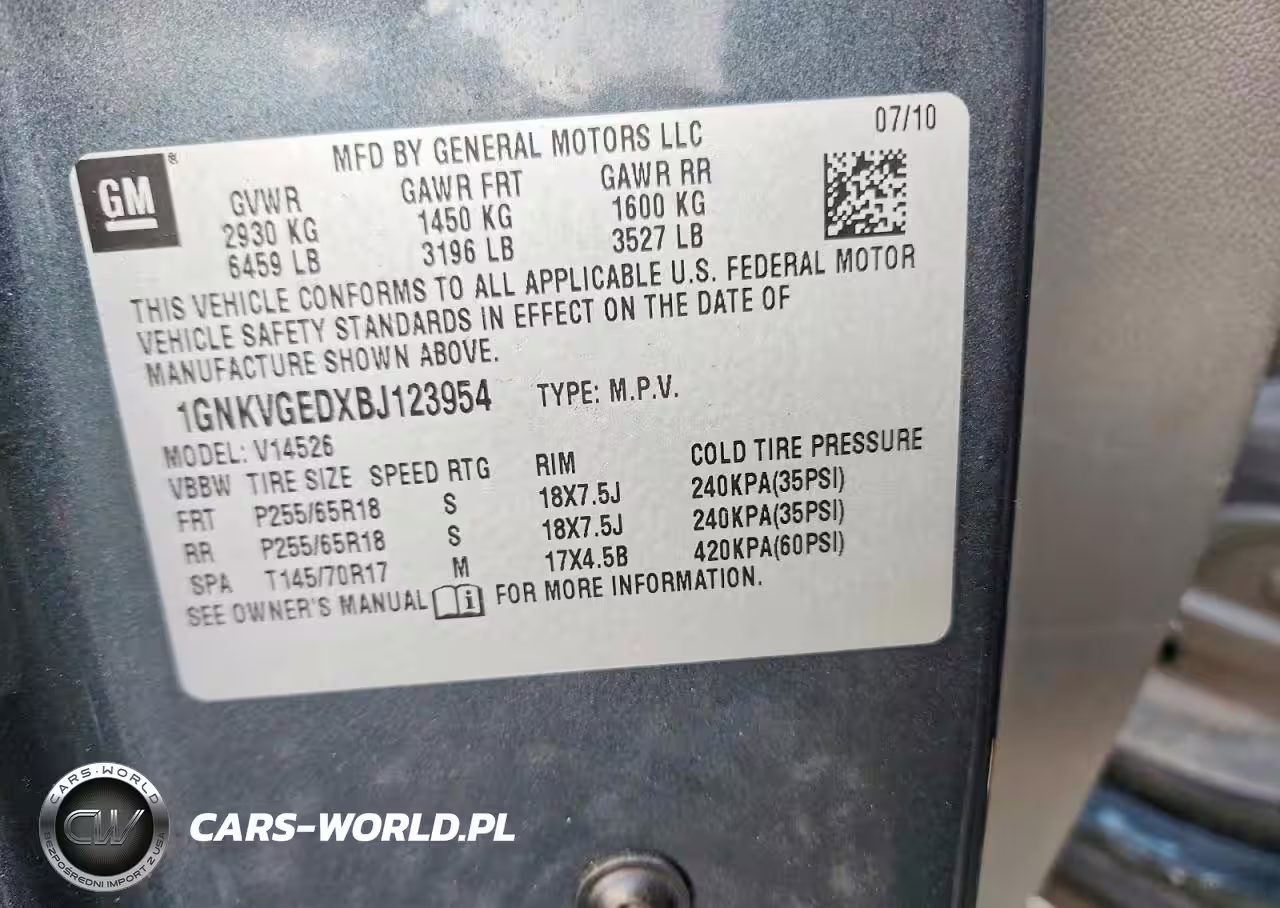 07/10
MFD BY GENERAL MOTORS LLC
GM®
GVWR GAWR FRT GAWR RR
2930 KG 1450 KG 1600 KG
6459 LB 3196 LB 3527 LB
THIS VEHICLE CONFORMS TO ALL APPLICABLE U.S. FEDERAL MOTOR
VEHICLE SAFETY STANDARDS IN EFFECT ON THE DATE OF
MANUFACTURE SHOWN ABOVE.
1GNKVGEDXBJ123954 TYPE: M.P.V.
MODEL: V14526
VBBW TIRE SIZE SPEED RTG RIM COLD TIRE PRESSURE
FRT P255/65R18 S 18X7.5J 240KPA(35PSI)
RR P255/65R18 S 18X7.5J 240KPA(35PSI)
SPA T145/70R17 M 17X4.5B 420KPA(60PSI)
SEE OWNER'S MANUAL i FOR MORE INFORMATION.
CARS-WORLD
CW
BEZPOŚREDNI IMPORT Z USA
CARS-WORLD.PL